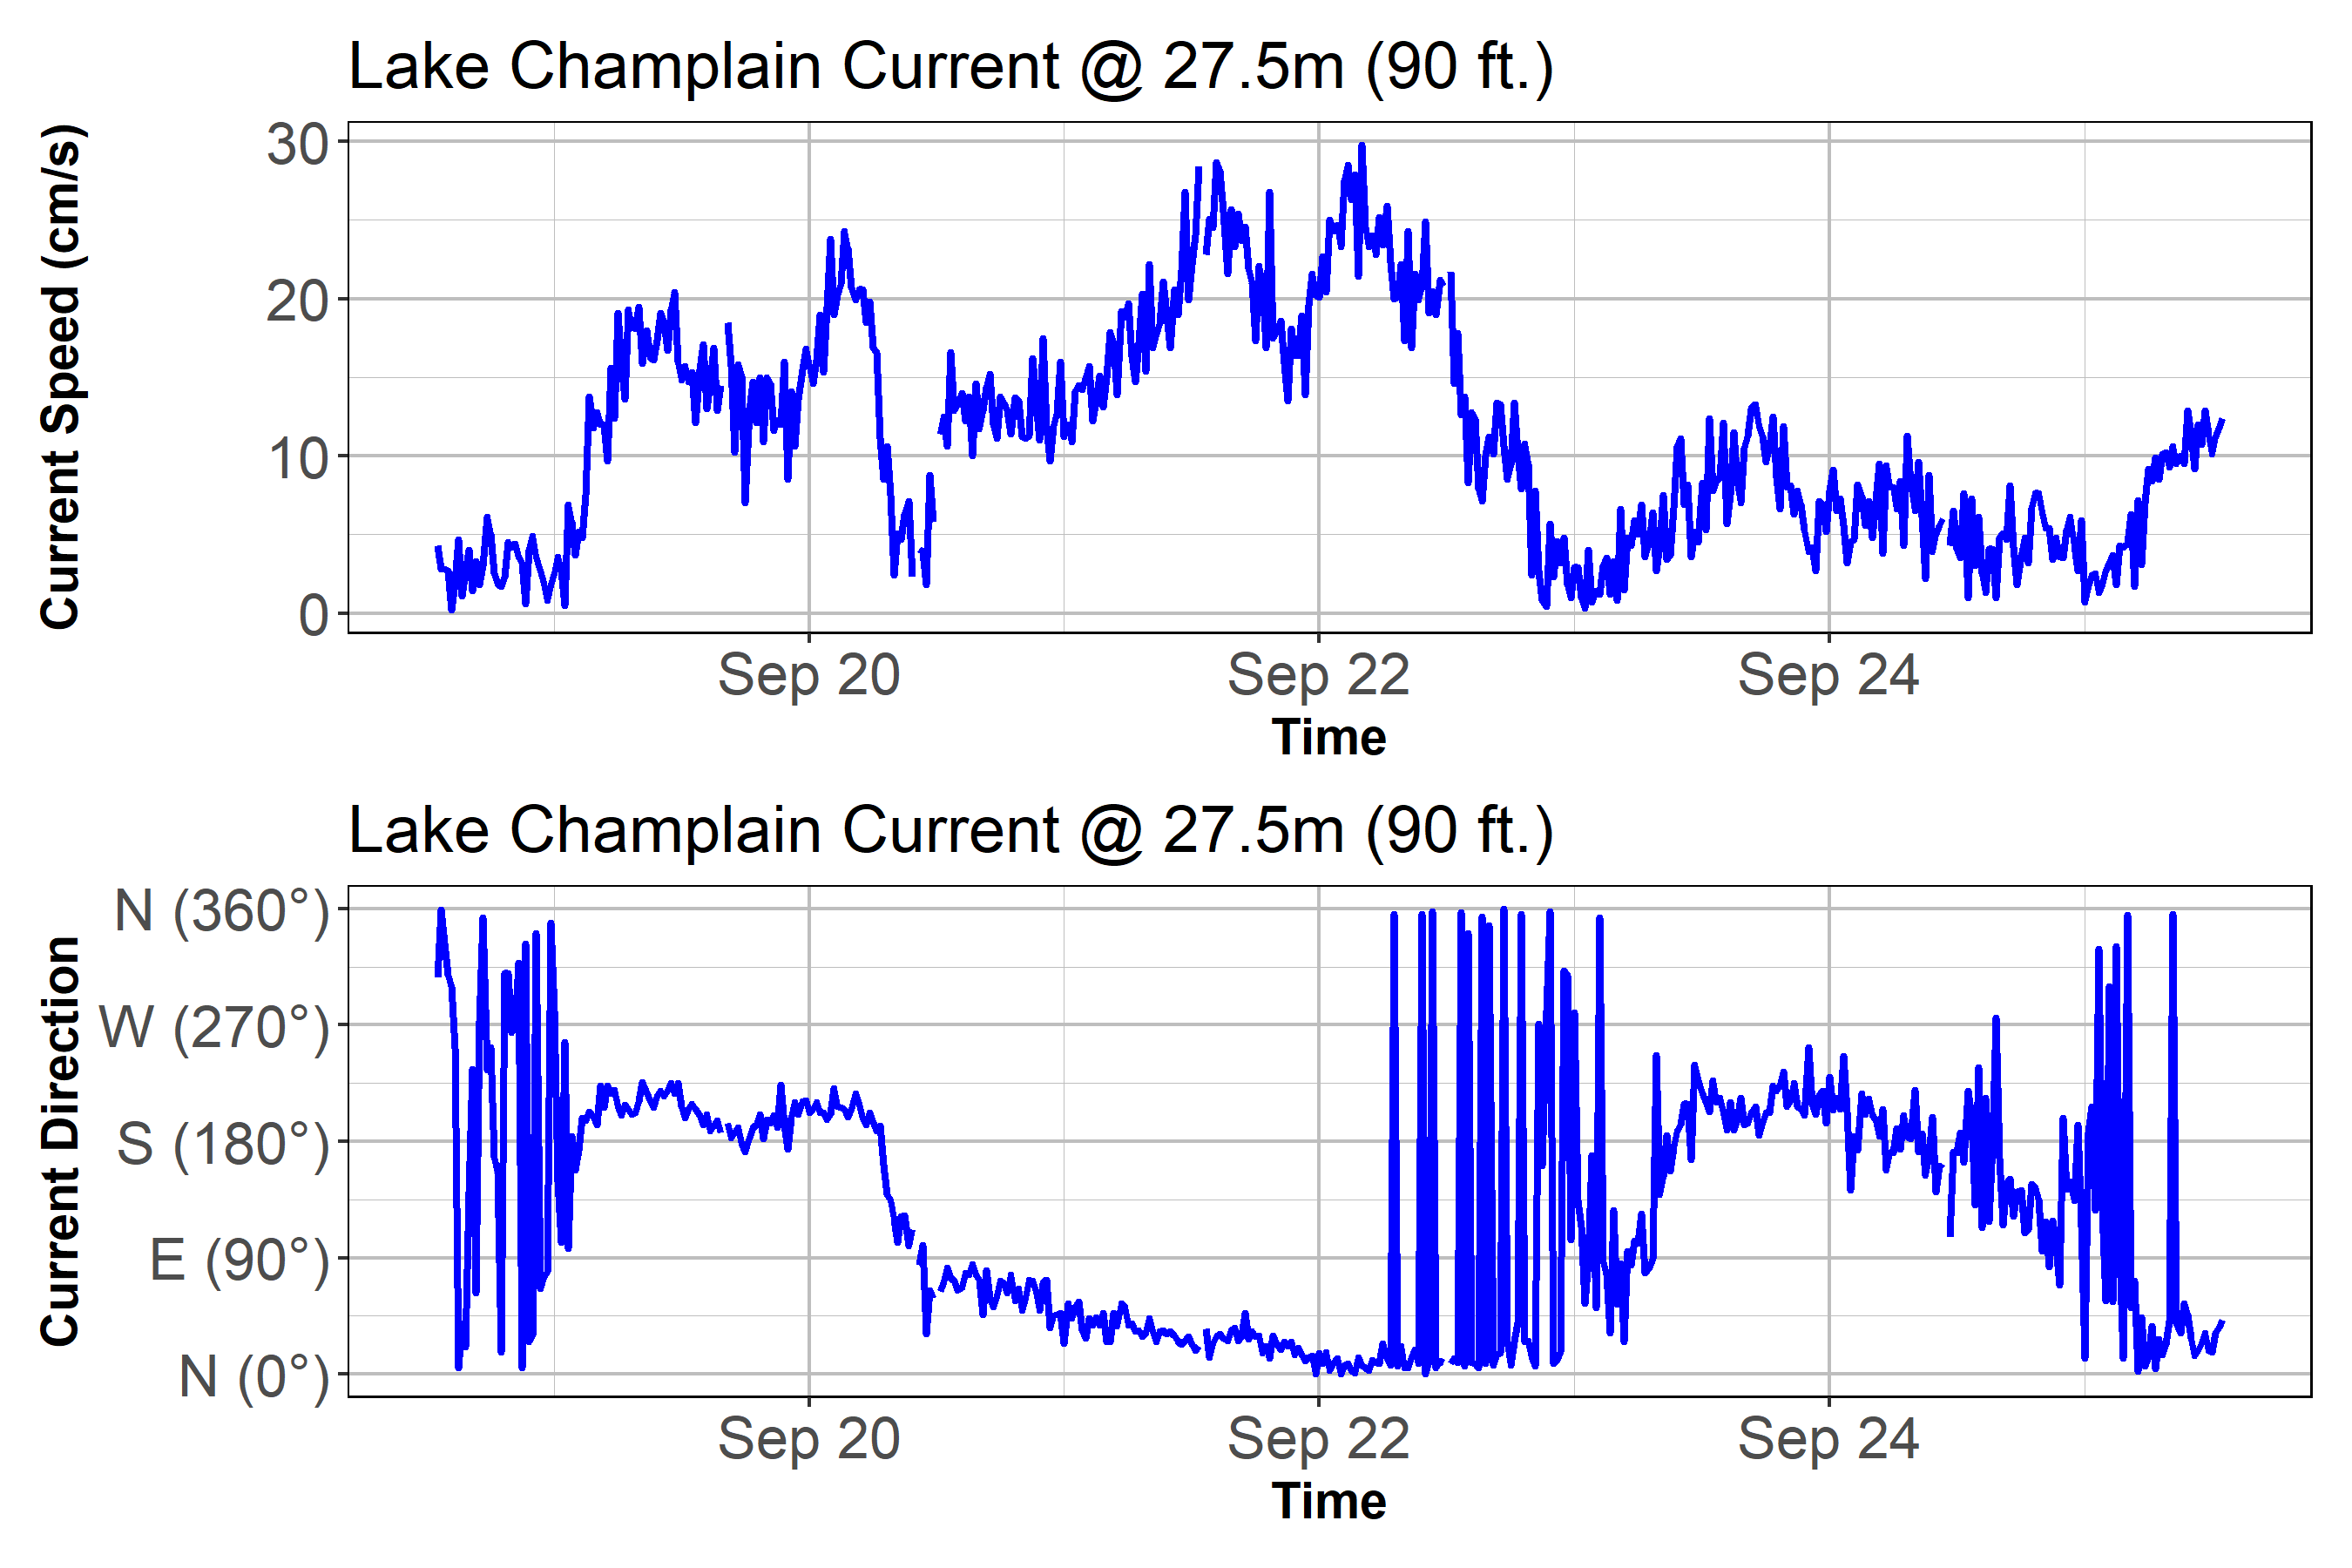 Lake Champlain Current @ 27.5m (90 ft.)
Current Speed (cm/s)
30
20
10
0
Sep 20 Sep 22 Sep 24
Time
Lake Champlain Current @ 27.5m (90 ft.)
Current Direction
N (360°)
W (270°)
S (180°)
E (90°)
N (0°)
Sep 20 Sep 22 Sep 24
Time